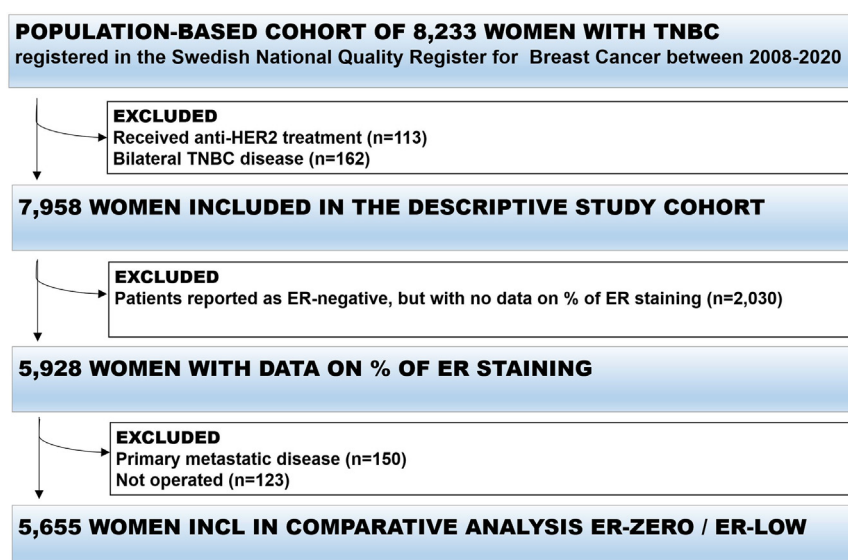 POPULATION-BASED COHORT OF 8,233 WOMEN WITH TNBC
registered in the Swedish National Quality Register for Breast Cancer between 2008-2020
EXCLUDED
Received anti-HER2 treatment (n=113)
Bilateral TNBC disease (n=162)
7,958 WOMEN INCLUDED IN THE DESCRIPTIVE STUDY COHORT
EXCLUDED
Patients reported as ER-negative, but with no data on % of ER staining (n=2,030)
5,928 WOMEN WITH DATA ON % OF ER STAINING
EXCLUDED
Primary metastatic disease (n=150)
Not operated (n=123)
5,655 WOMEN INCL IN COMPARATIVE ANALYSIS ER-ZERO / ER-LOW